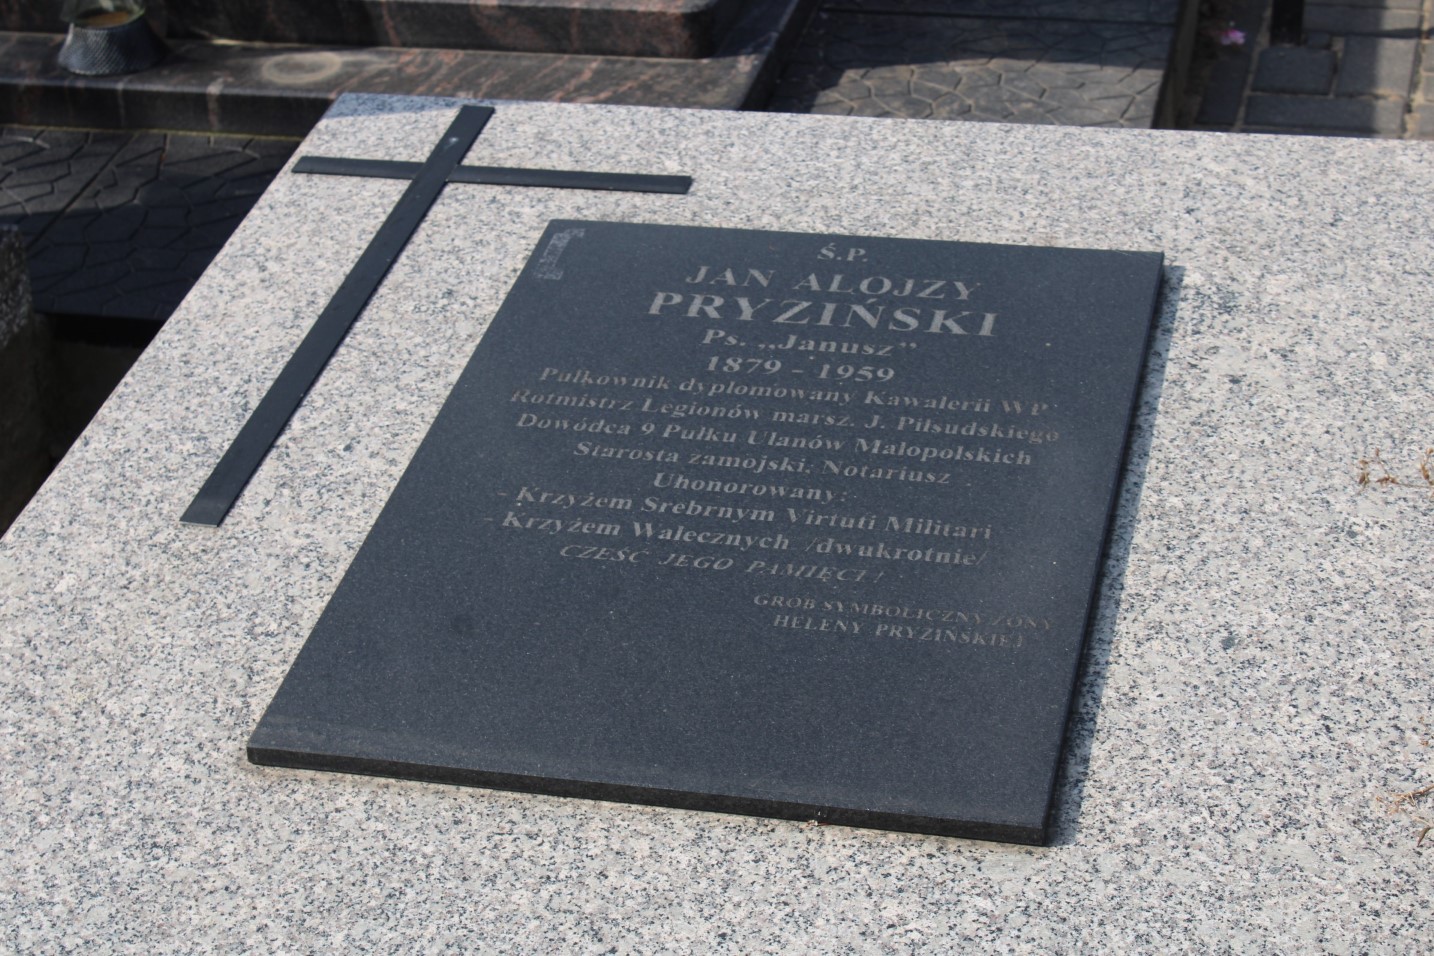 Ś.P.
JAN ALOJZY
PRYZIŃSKI
Ps. „Janusz”
1879 - 1959
Pułkownik dyplomowany Kawalerii WP.
Rotmistrz Legionów marsz. J. Piłsudskiego
Dowódca 9 Pułku Ułanów Małopolskich
Starosta zamojski; Notariusz
Uhonorowany:
- Krzyżem Srebrnym Virtuti Militari
- Krzyżem Walecznych /dwukrotnie/
CZEŚĆ JEGO PAMIĘCI !
GRÓB SYMBOLICZNY ŻONY
HELENY PRYZIŃSKIEJ